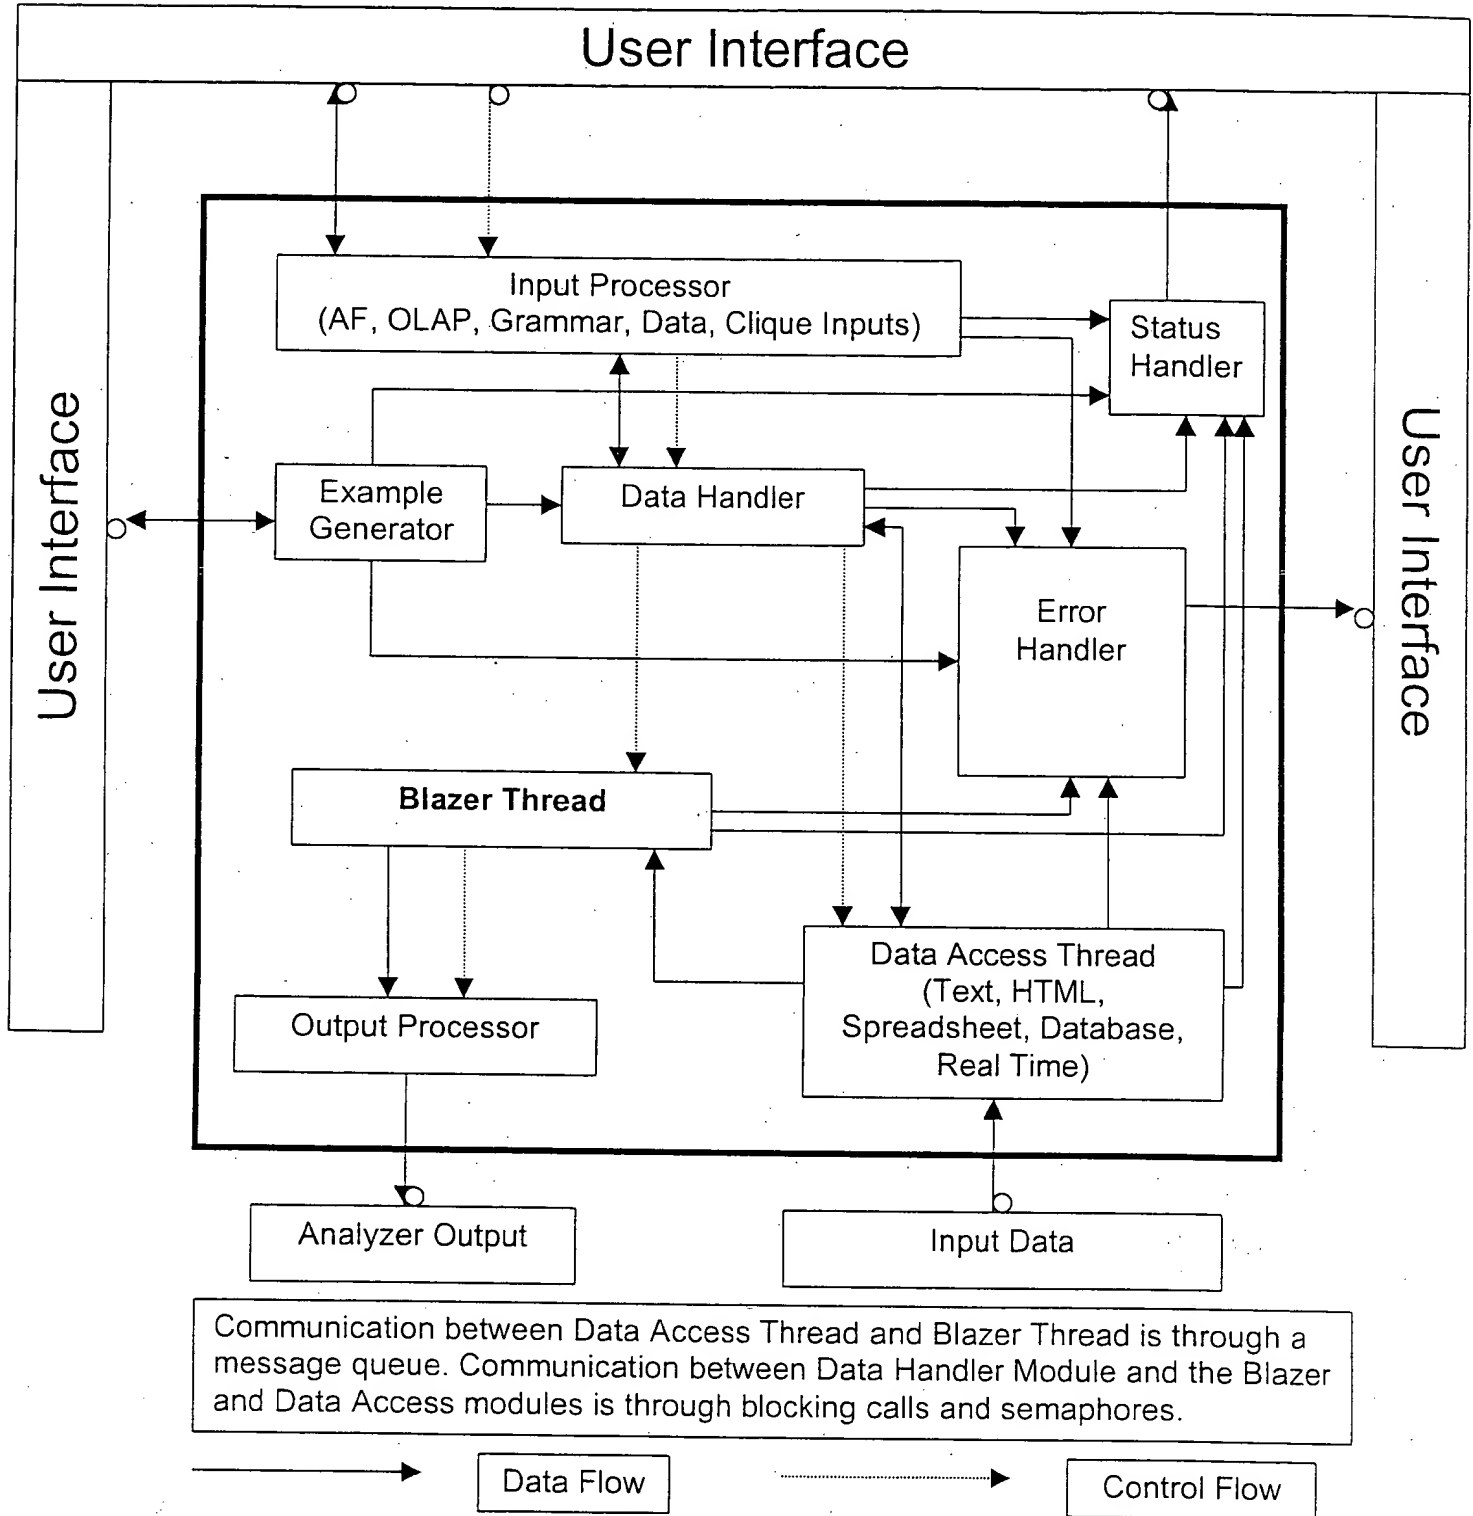 User Interface
User Interface
User Interface
Input Processor
(AF, OLAP, Grammar, Data, Clique Inputs)
Status
Handler
Example
Generator
Data Handler
Error
Handler
Blazer Thread
Data Access Thread
(Text, HTML,
Spreadsheet, Database,
Real Time)
Output Processor
Analyzer Output
Input Data
Communication between Data Access Thread and Blazer Thread is through a
message queue. Communication between Data Handler Module and the Blazer
and Data Access modules is through blocking calls and semaphores.
Data Flow
Control Flow